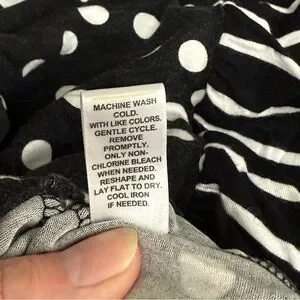 MACHINE WASH
COLD.
WITH LIKE COLORS.
GENTLE CYCLE.
REMOVE
PROMPTLY.
ONLY NON-
CHLORINE BLEACH
WHEN NEEDED.
RESHAPE AND
LAY FLAT TO DRY.
COOL IRON
IF NEEDED.